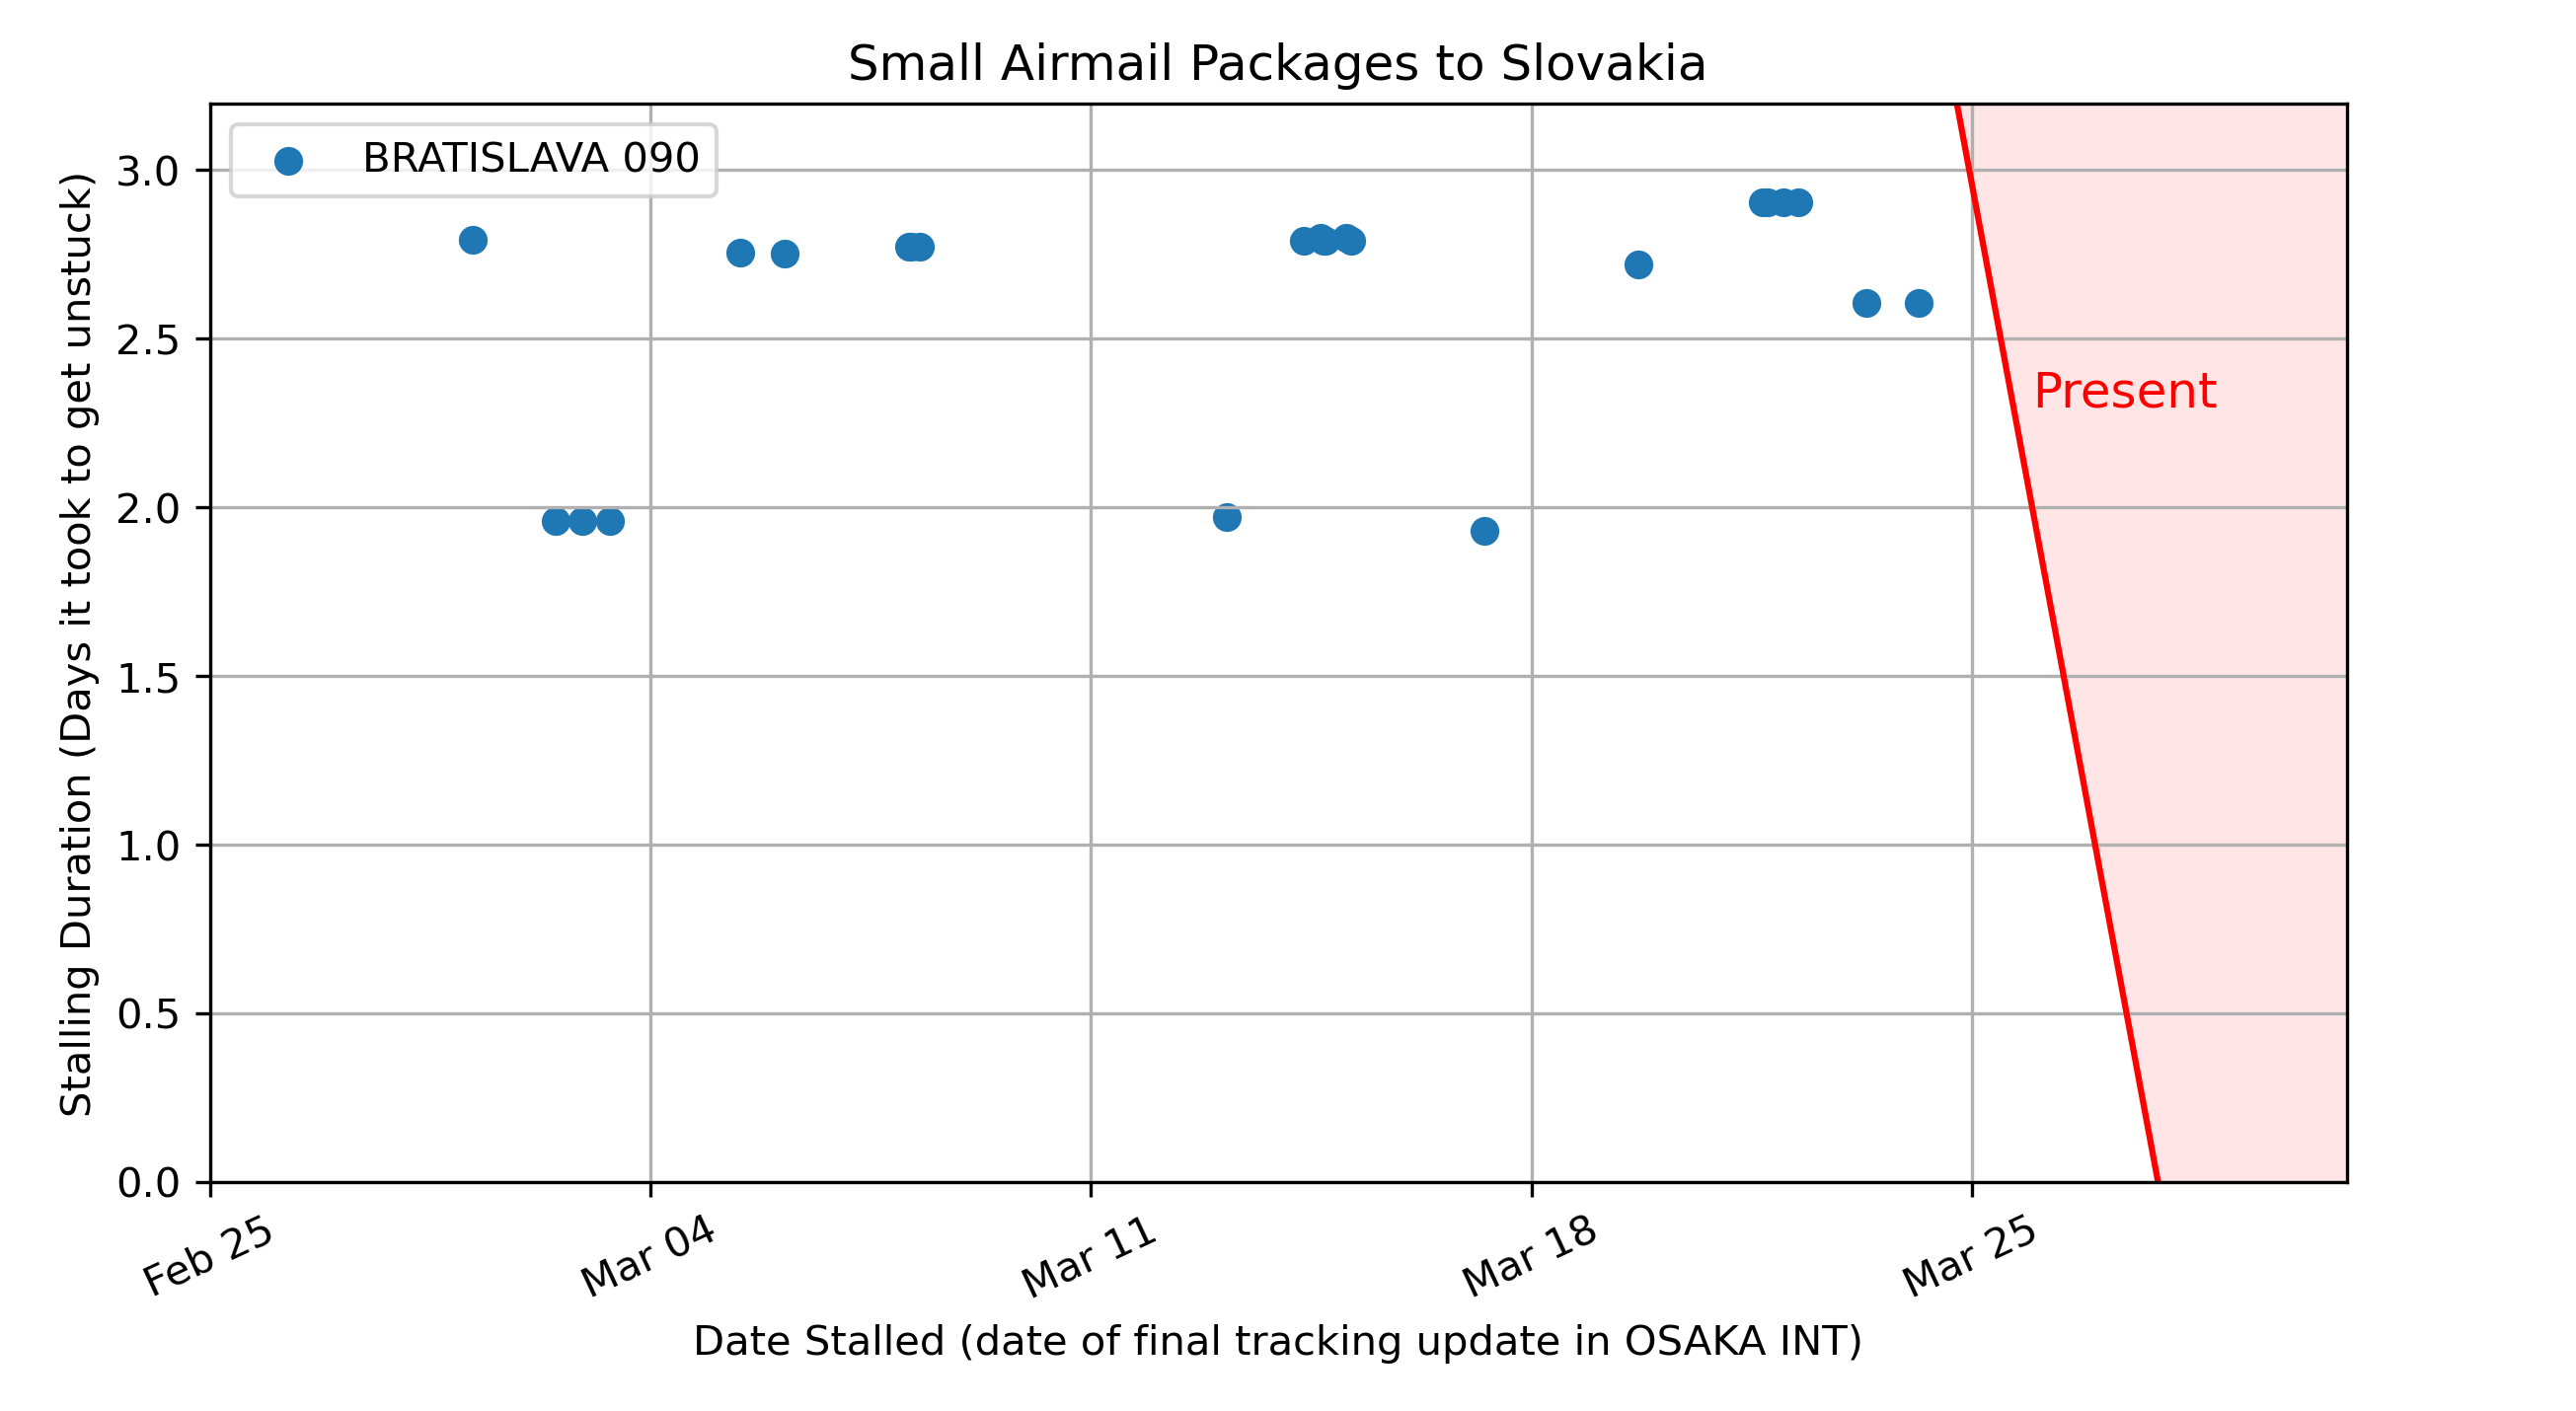 Small Airmail Packages to Slovakia
BRATISLAVA 090
Stalling Duration (Days it took to get unstuck)
3.0
2.5
2.0
1.5
1.0
0.5
0.0
Present
Feb 25
Mar 04
Mar 11
Mar 18
Mar 25
Date Stalled (date of final tracking update in OSAKA INT)